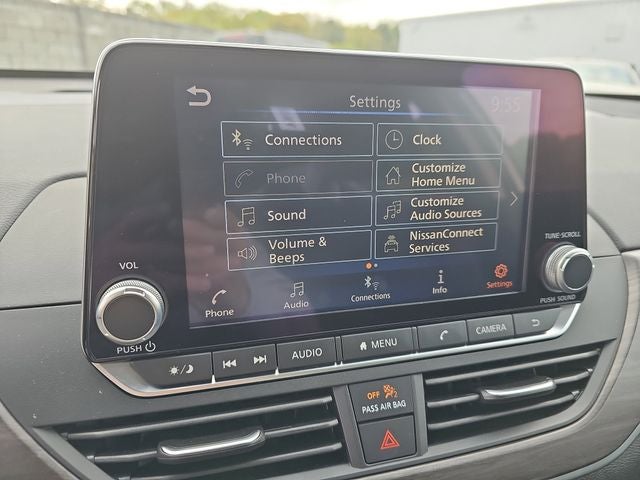 Settings
9:55
Connections
Clock
Phone
Customize
Home Menu
Sound
Customize
Audio Sources
Volume &
Beeps
NissanConnect
Services
Phone
Audio
Connections
Info
Settings
VOL
PUSH
TUNE·SCROLL
PUSH SOUND
AUDIO
MENU
CAMERA
OFF 2
PASS AIR BAG